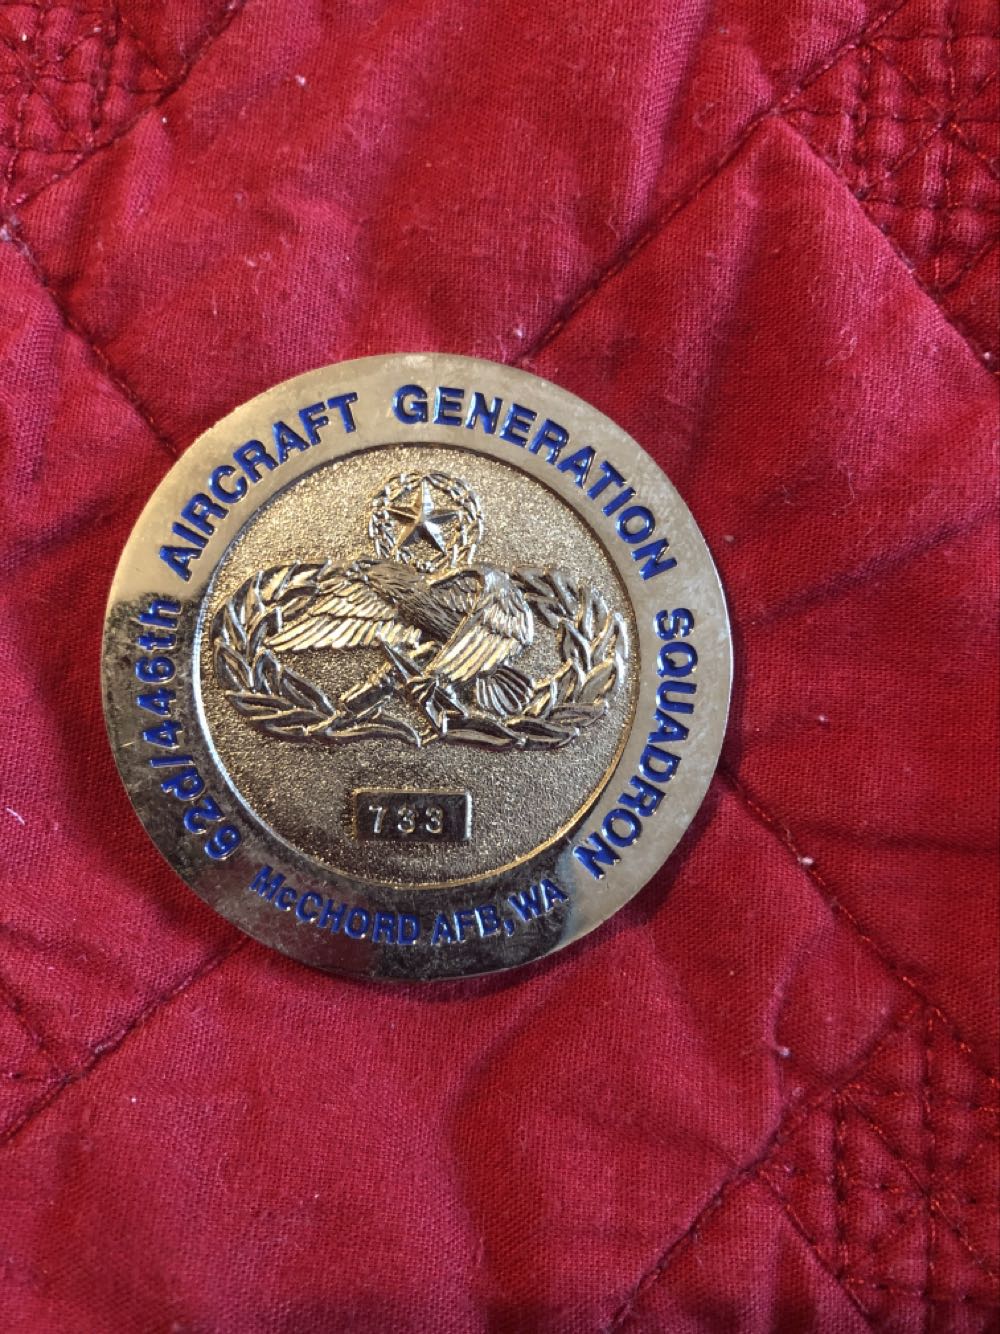 62d/446th AIRCRAFT GENERATION SQUADRON
733
McCHORD AFB, WA